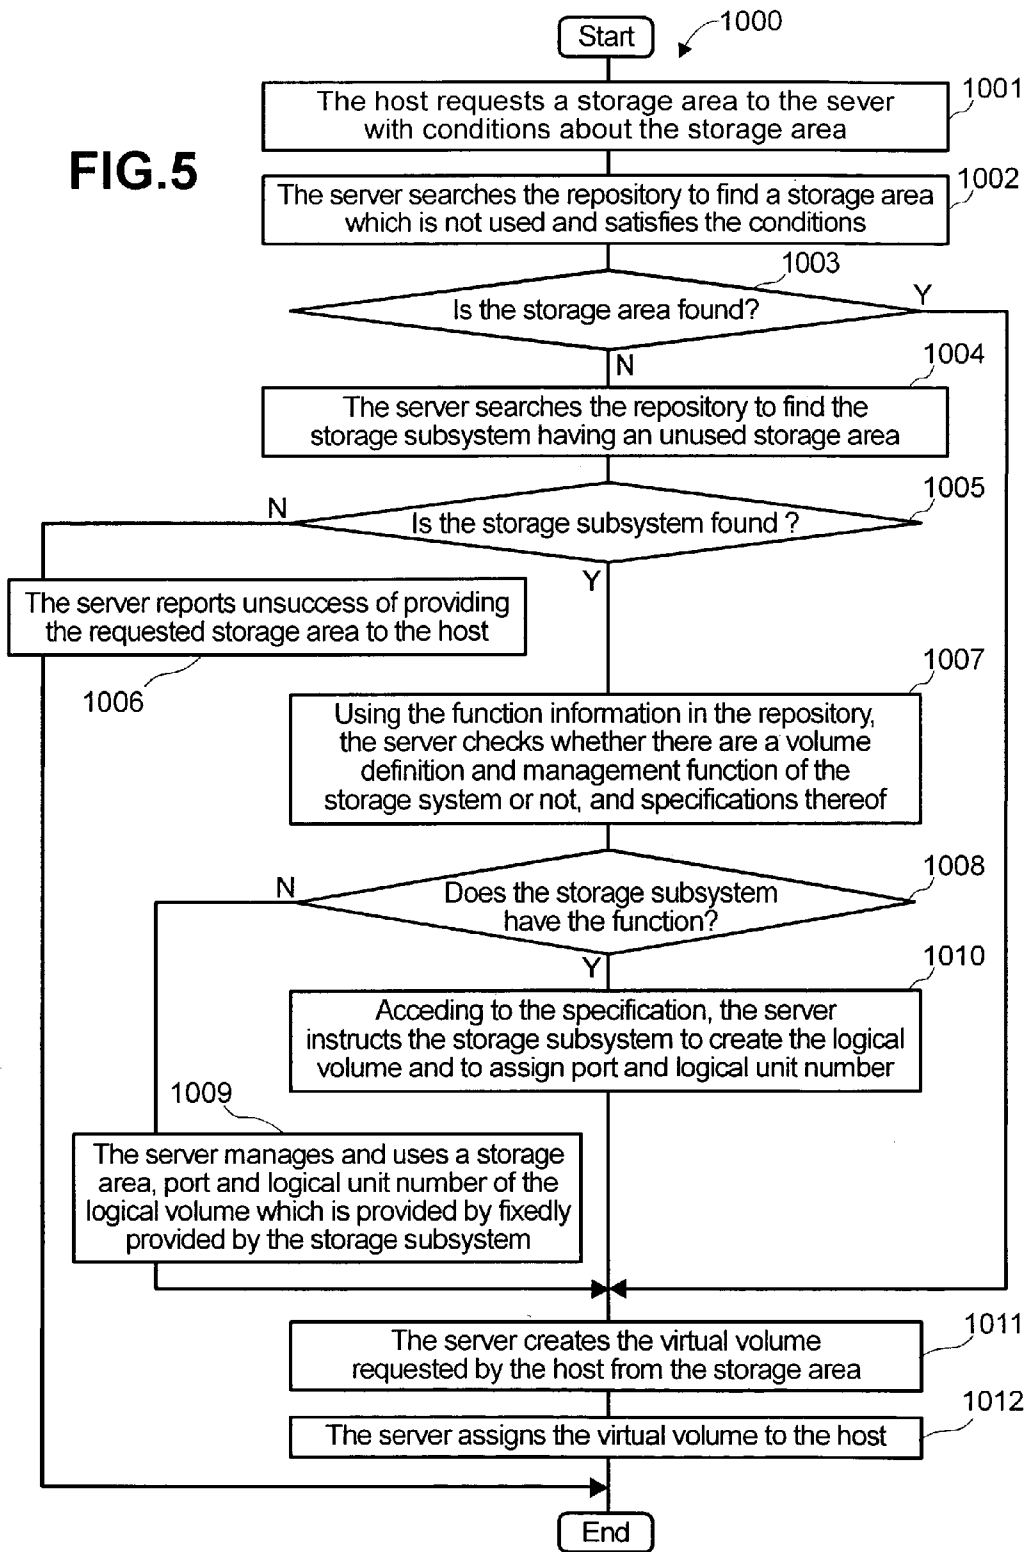 Start
1000
FIG.5
1001
The host requests a storage area to the sever
with conditions about the storage area
1002
The server searches the repository to find a storage area
which is not used and satisfies the conditions
1003
Is the storage area found?
Y
N
1004
The server searches the repository to find the
storage subsystem having an unused storage area
1005
Is the storage subsystem found ?
N
Y
The server reports unsuccess of providing
the requested storage area to the host
1006
1007
Using the function information in the repository,
the server checks whether there are a volume
definition and management function of the
storage system or not, and specifications thereof
1008
N
Does the storage subsystem
have the function?
Y
1010
Acceding to the specification, the server
instructs the storage subsystem to create the logical
volume and to assign port and logical unit number
1009
The server manages and uses a storage
area, port and logical unit number of the
logical volume which is provided by fixedly
provided by the storage subsystem
1011
The server creates the virtual volume
requested by the host from the storage area
1012
The server assigns the virtual volume to the host
End